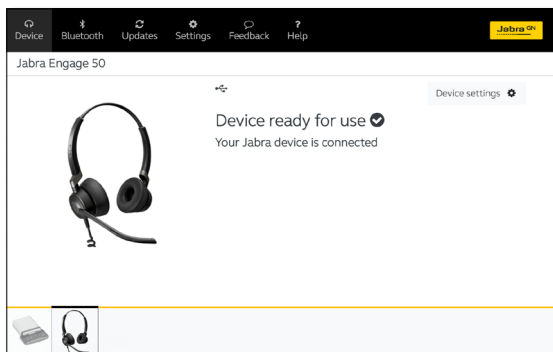 Device Bluetooth Updates Settings Feedback Help
Jabra GN
Jabra Engage 50
Device settings
Device ready for use
Your Jabra device is connected